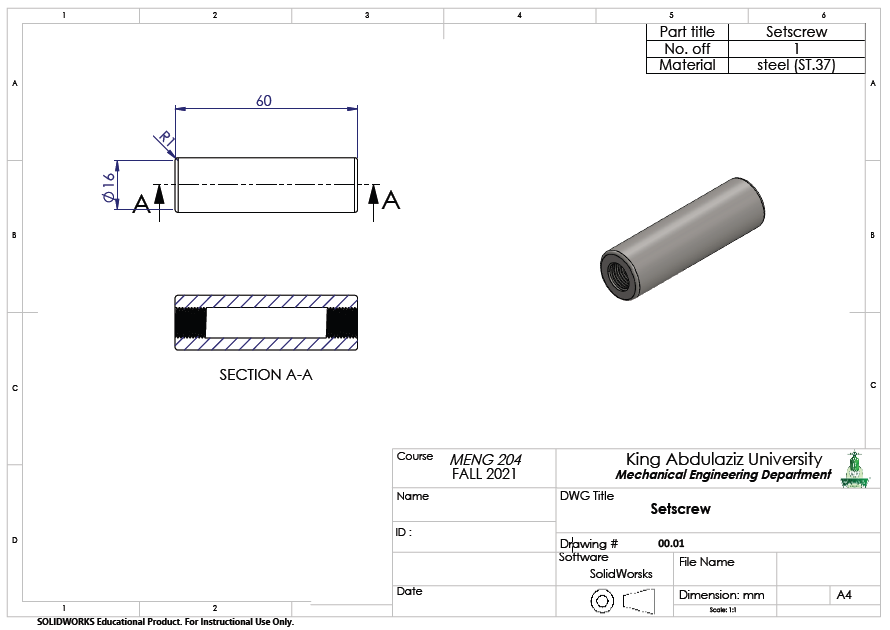 1 2 3 4 5 6
Part title Setscrew
No. off 1
Material steel (ST.37)
A A
60
R1
Ø16
A A
B B
SECTION A-A
C C
Course MENG 204
FALL 2021
King Abdulaziz University
Mechanical Engineering Department
Name
DWG Title
Setscrew
ID :
D
Drawing # 00.01
Software
SolidWorsks
File Name
Date
Dimension: mm
A4
Scale: 1:1
1 2
SOLIDWORKS Educational Product. For Instructional Use Only.